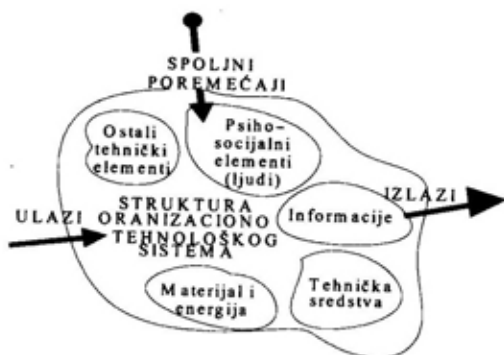 SPOLJNI
POREMEĆAJI
Ostali
tehnički
elementi
Psiho-
socijalni
elementi
(ljudi)
ULAZI
STRUKTURA
ORANIZACIONO
TEHNOLOŠKOG
SISTEMA
Informacije
IZLAZI
Materijal i
energija
Tehnička
sredstva